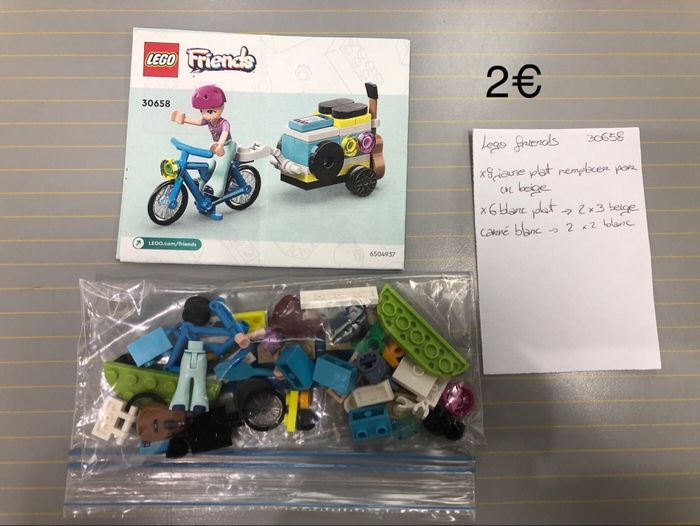 LEGO Friends
30658
LEGO.com/friends
6504937
2€
Lego friends 30658
x8 jaune plat remplacer par
un beige
x6 blanc plat → 2 x 3 beige
carré blanc → 2 x 2 blanc